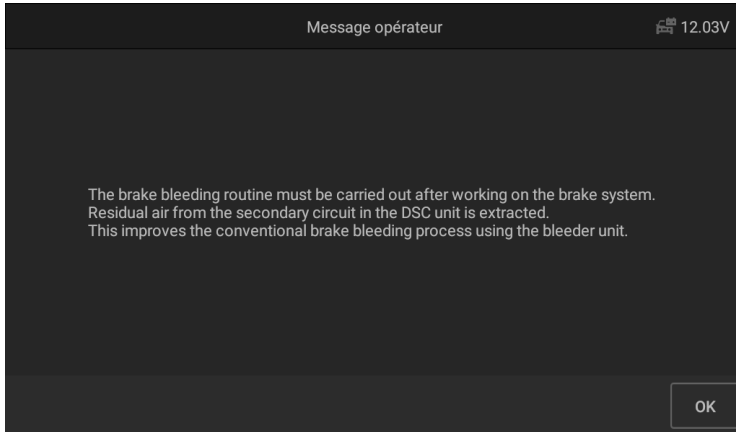 Message opérateur
12.03V
The brake bleeding routine must be carried out after working on the brake system.
Residual air from the secondary circuit in the DSC unit is extracted.
This improves the conventional brake bleeding process using the bleeder unit.
OK